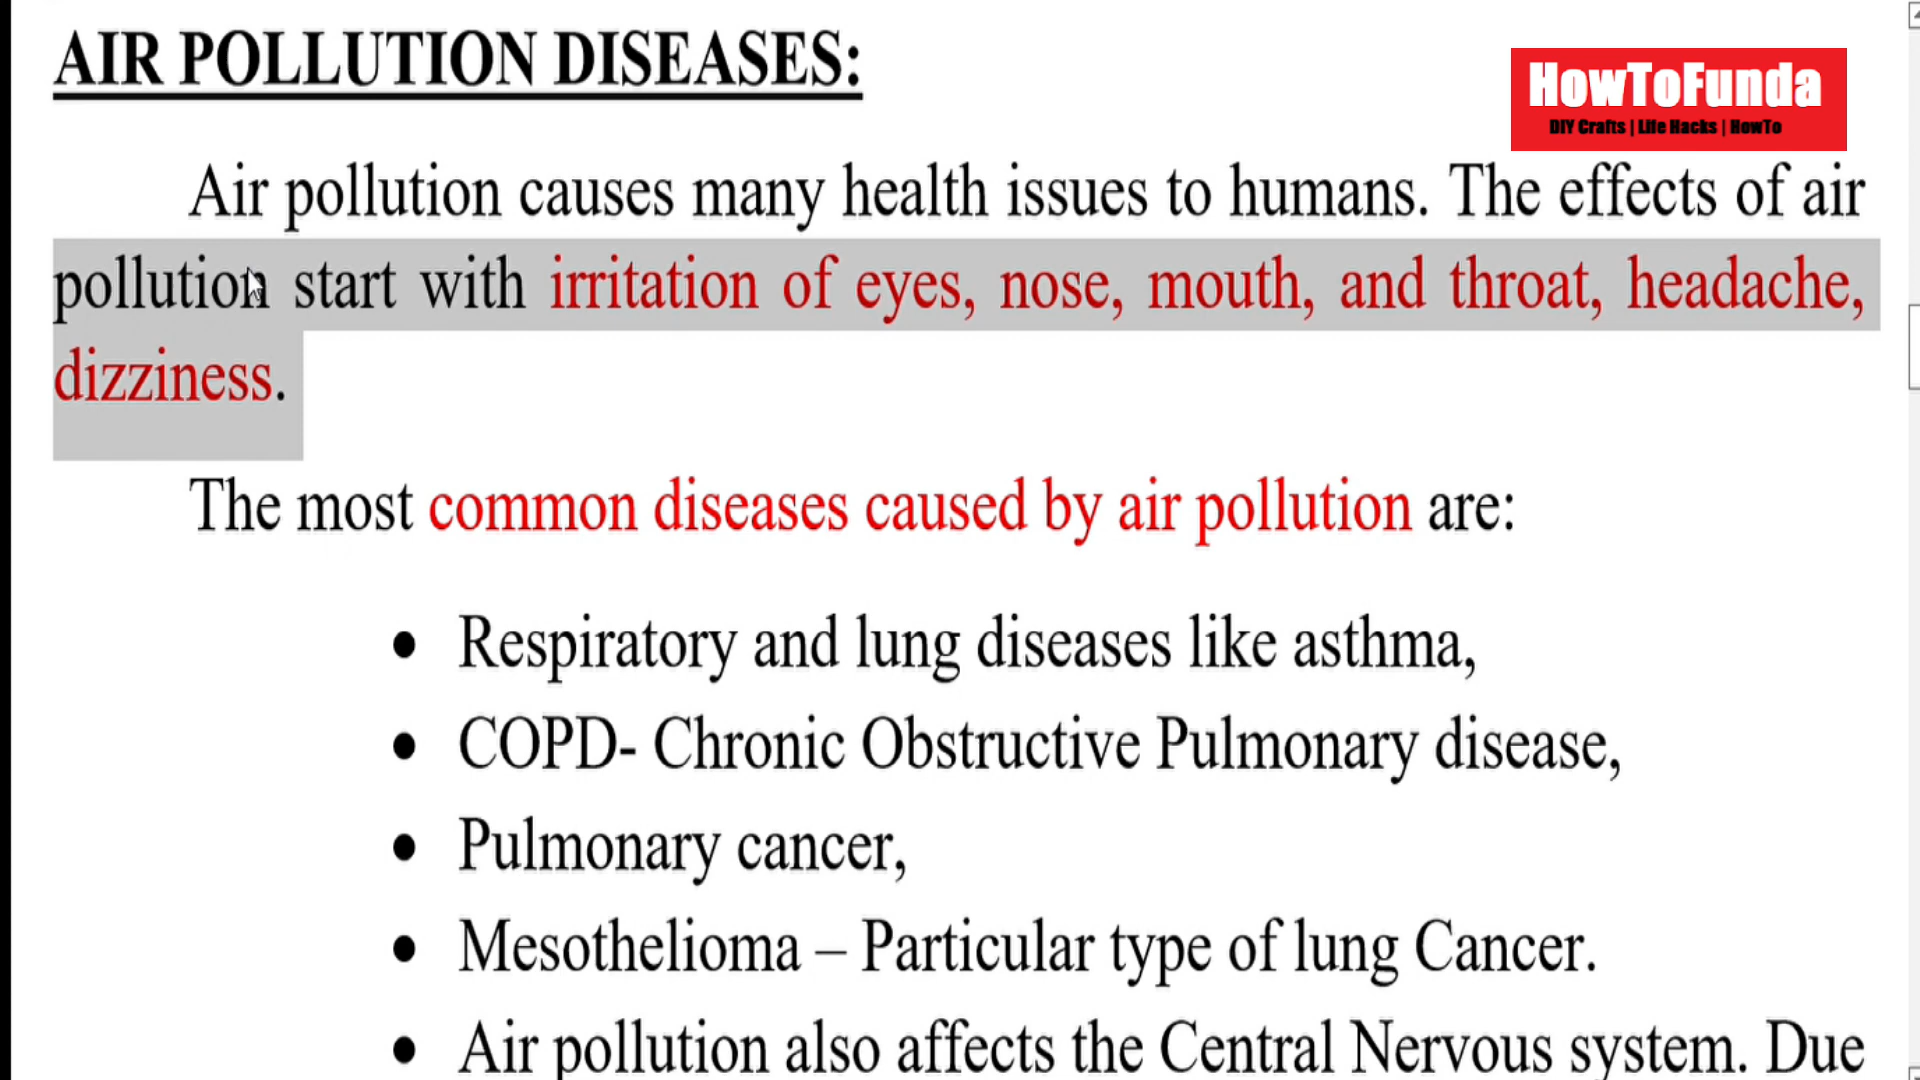 AIR POLLUTION DISEASES:
HowToFunda
DIY Crafts | Life Hacks | HowTo
Air pollution causes many health issues to humans. The effects of air
pollution start with irritation of eyes, nose, mouth, and throat, headache,
dizziness.
The most common diseases caused by air pollution are:
• Respiratory and lung diseases like asthma,
• COPD- Chronic Obstructive Pulmonary disease,
• Pulmonary cancer,
• Mesothelioma – Particular type of lung Cancer.
• Air pollution also affects the Central Nervous system. Due